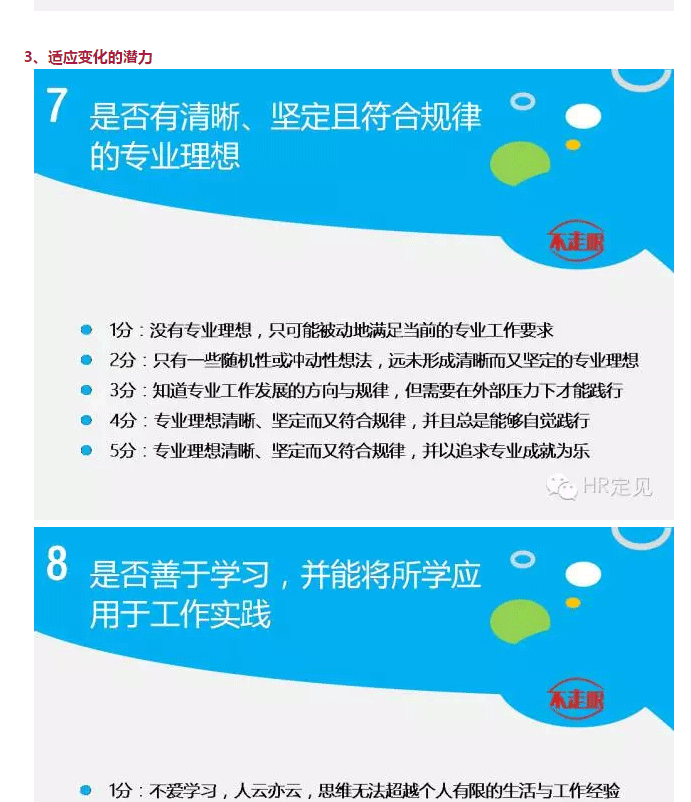 3、适应变化的潜力
7
是否有清晰、坚定且符合规律
的专业理想
不走眼
1分：没有专业理想，只可能被动地满足当前的专业工作要求
2分：只有一些随机性或冲动性想法，远未形成清晰而又坚定的专业理想
3分：知道专业工作发展的方向与规律，但需要在外部压力下才能践行
4分：专业理想清晰、坚定而又符合规律，并且总是能够自觉践行
5分：专业理想清晰、坚定而又符合规律，并以追求专业成就为乐
HR定见
8
是否善于学习，并能将所学应
用于工作实践
不走眼
1分：不爱学习，人云亦云，思维无法超越个人有限的生活与工作经验